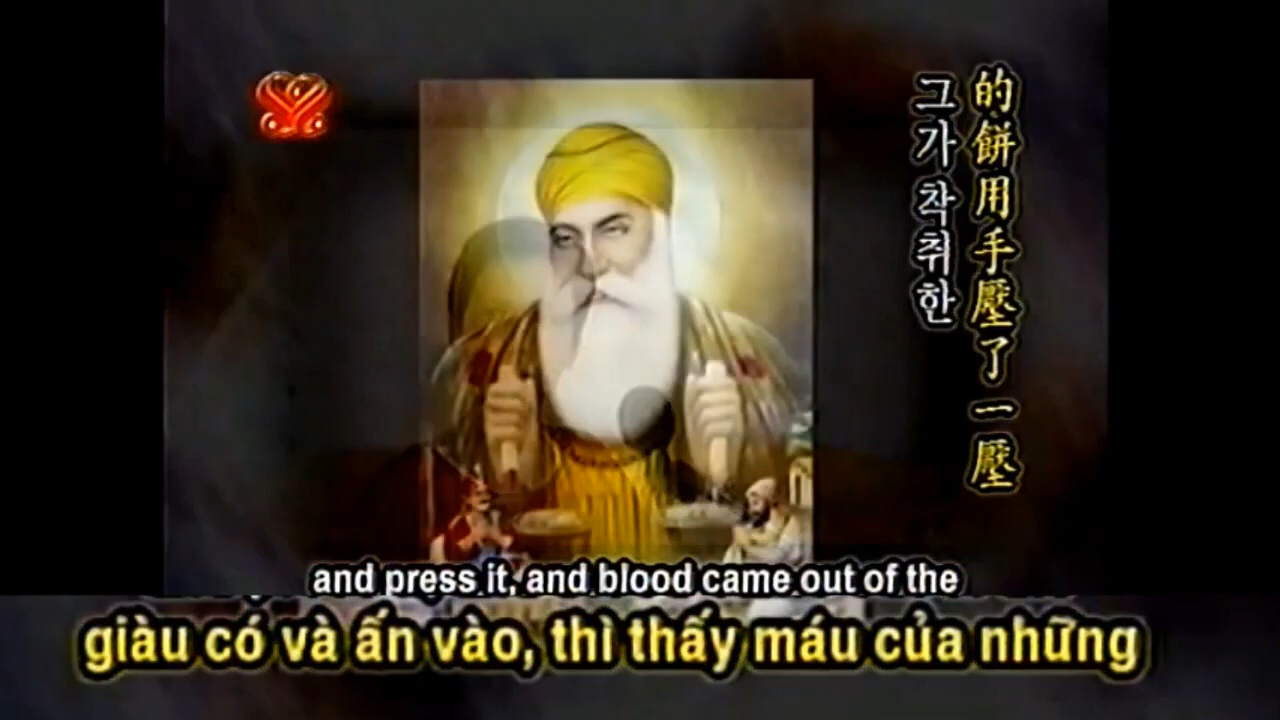 的餅用手壓了一壓
그가 착취한
and press it, and blood came out of the
giàu có và ấn vào, thì thấy máu của những